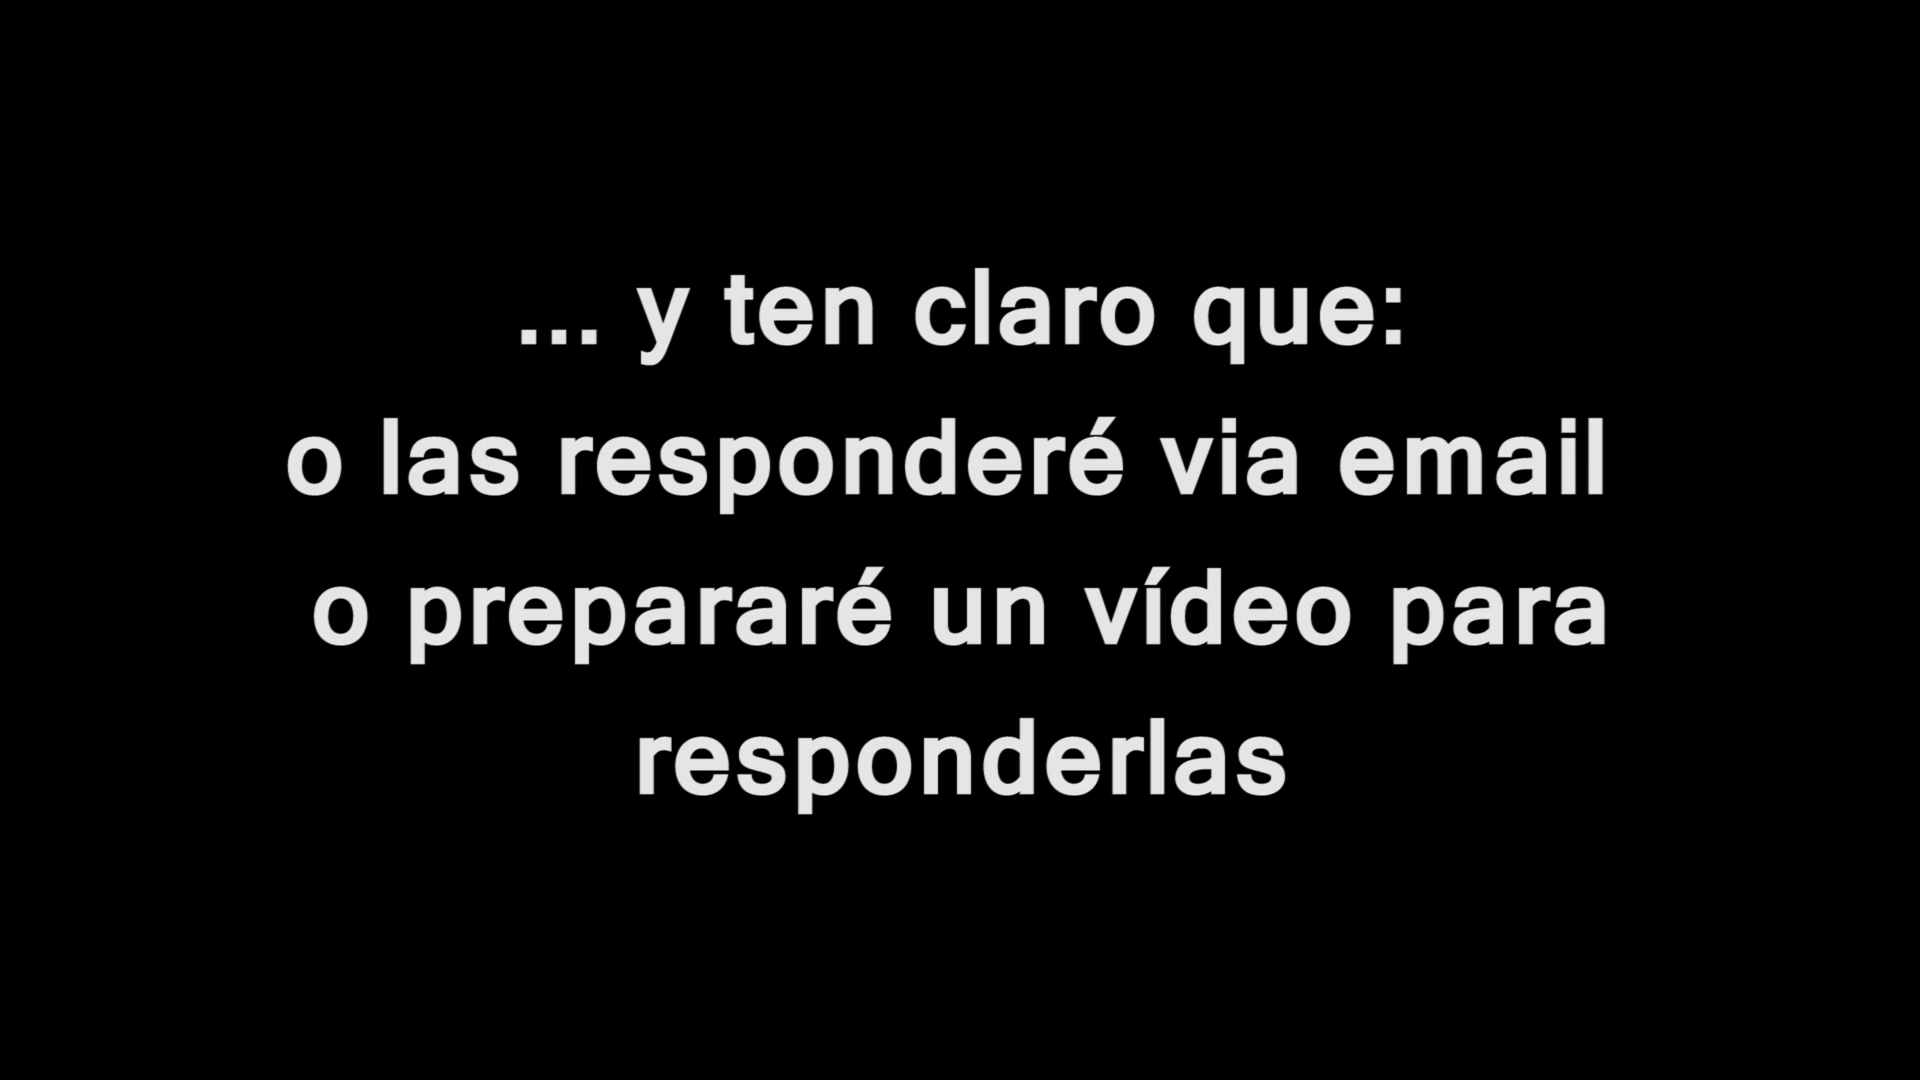 ... y ten claro que:
o las responderé via email
o prepararé un vídeo para
responderlas